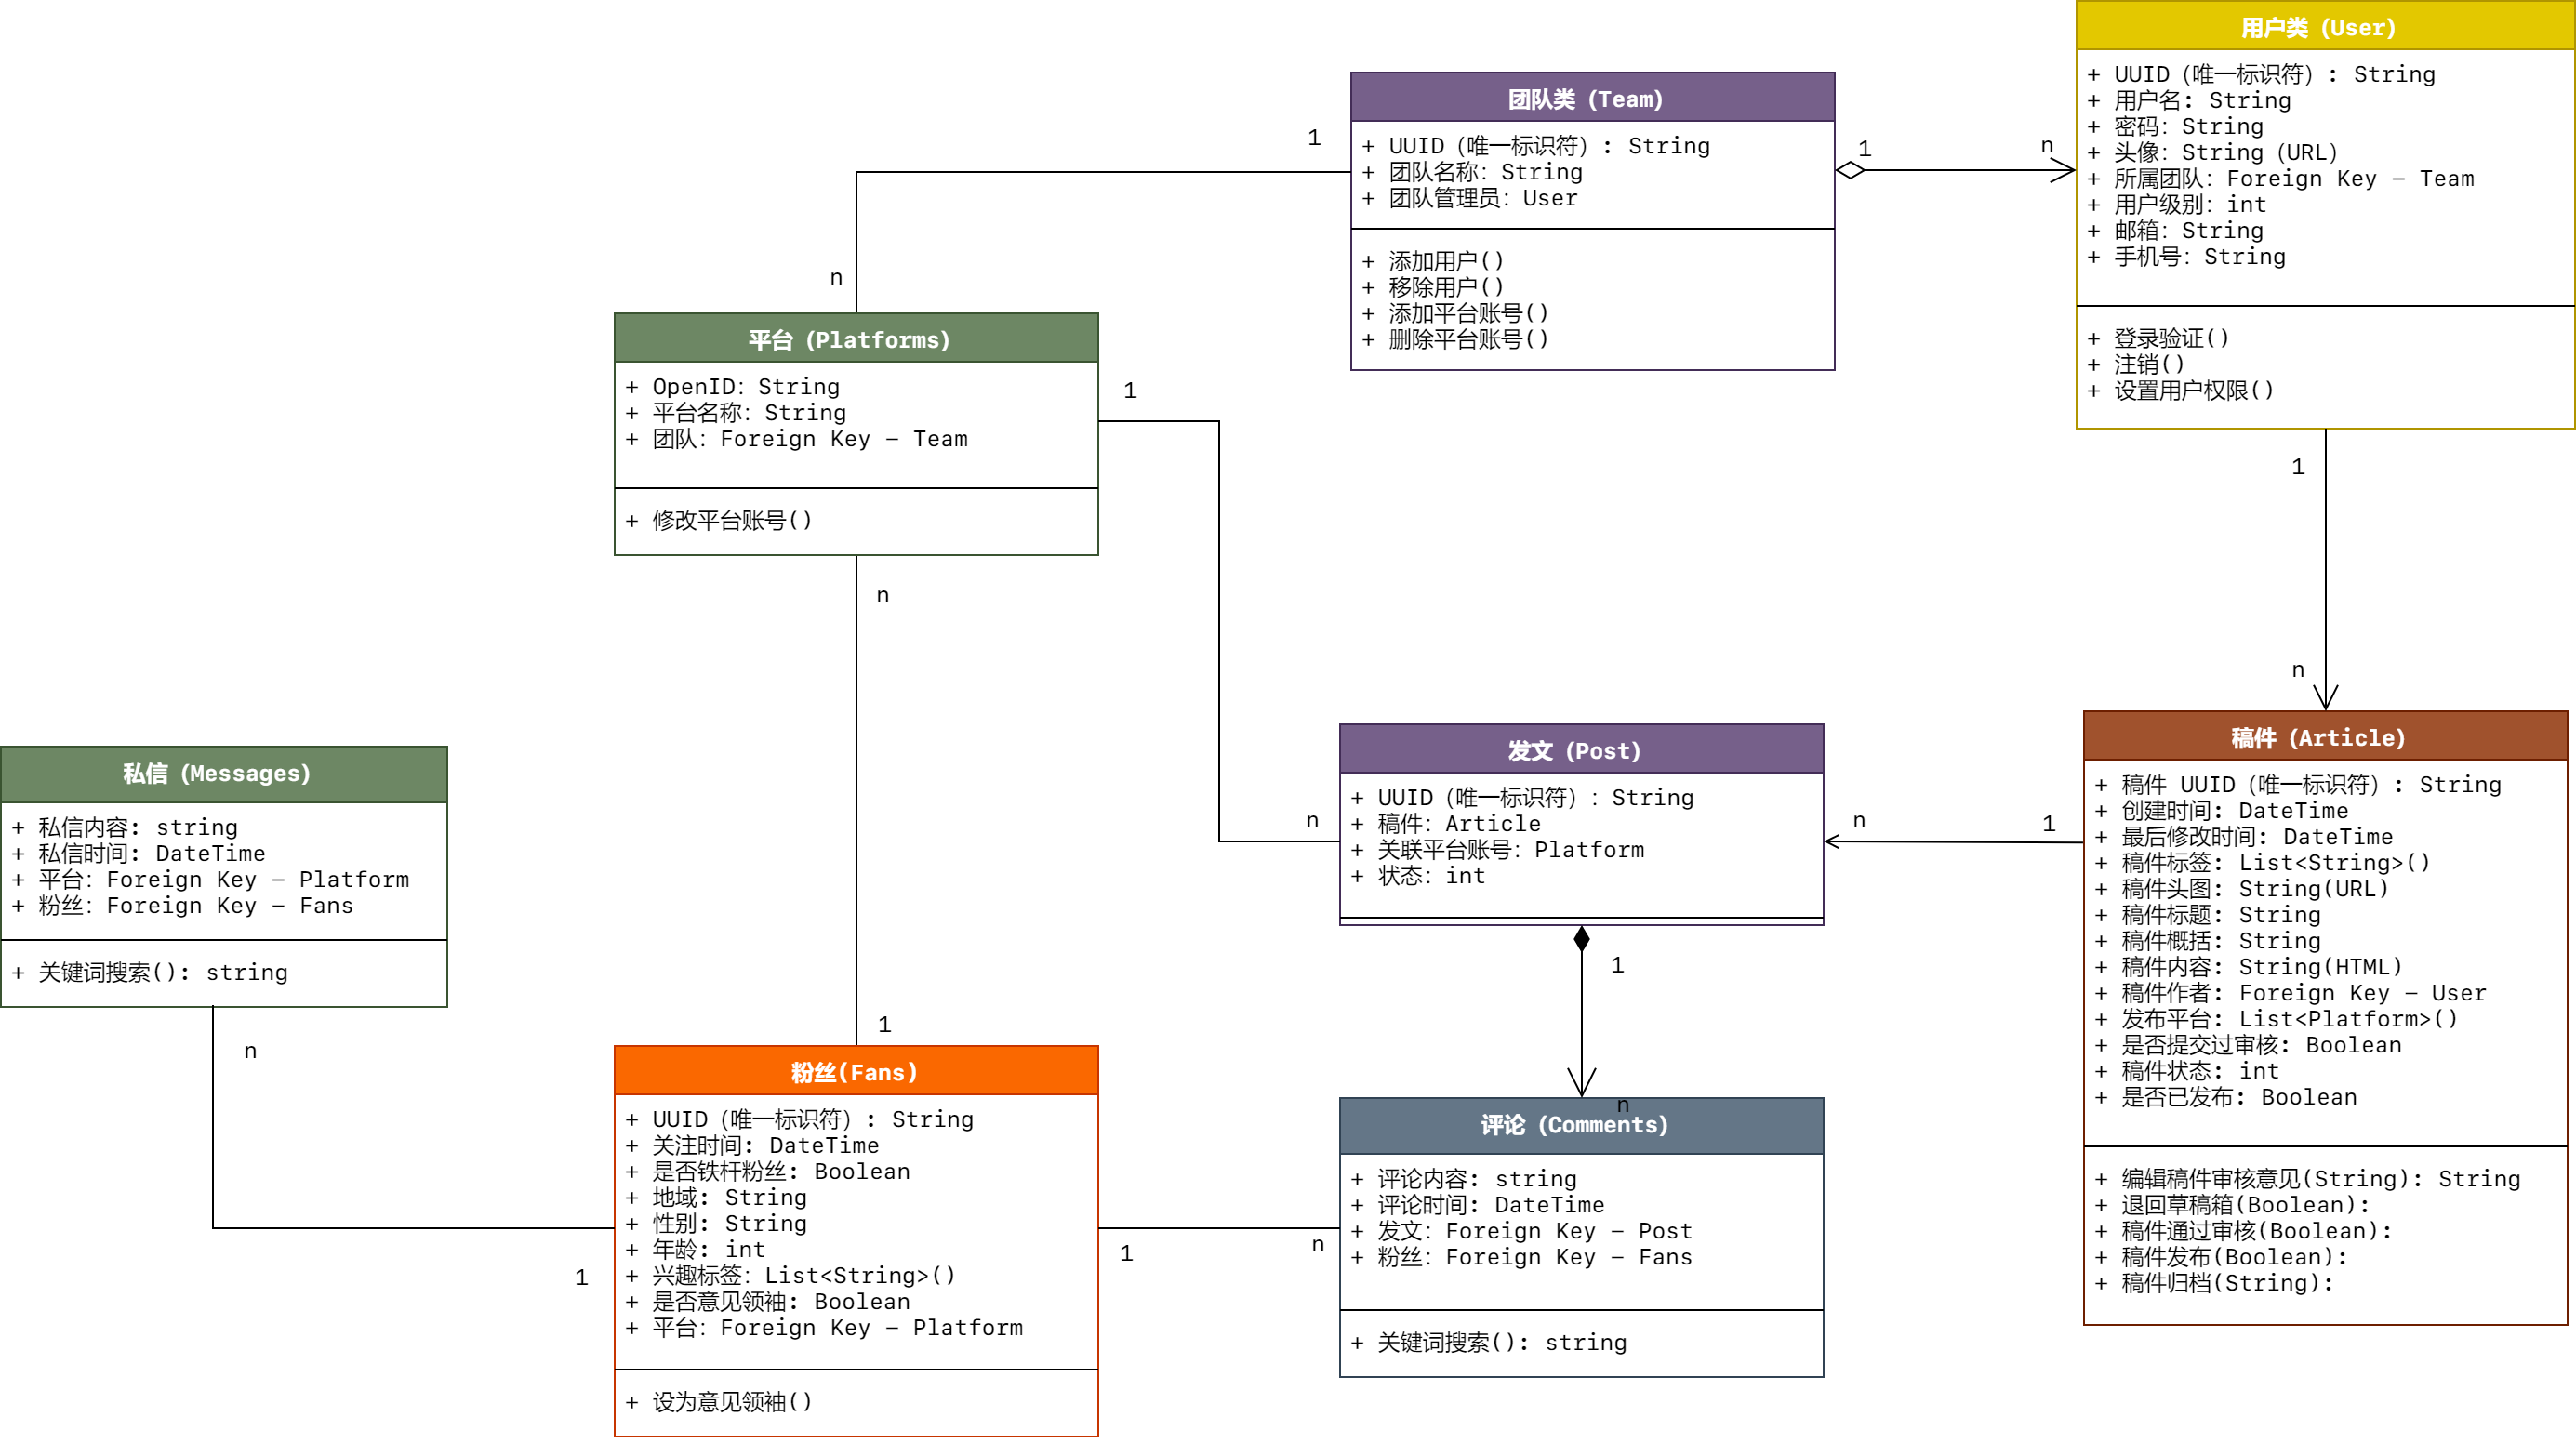 用户类（User）
+ UUID（唯一标识符）: String
+ 用户名: String
+ 密码：String
+ 头像：String（URL）
+ 所属团队：Foreign Key — Team
+ 用户级别：int
+ 邮箱：String
+ 手机号：String
+ 登录验证()
+ 注销()
+ 设置用户权限()
团队类（Team）
+ UUID（唯一标识符）: String
+ 团队名称：String
+ 团队管理员：User
+ 添加用户()
+ 移除用户()
+ 添加平台账号()
+ 删除平台账号()
1
n
1
n
平台（Platforms）
+ OpenID：String
+ 平台名称：String
+ 团队：Foreign Key — Team
+ 修改平台账号()
1
n
n
1
1
n
发文（Post）
+ UUID（唯一标识符）：String
+ 稿件：Article
+ 关联平台账号：Platform
+ 状态：int
n
n
1
1
n
稿件（Article）
+ 稿件 UUID（唯一标识符）: String
+ 创建时间: DateTime
+ 最后修改时间: DateTime
+ 稿件标签: List<String>()
+ 稿件头图: String(URL)
+ 稿件标题: String
+ 稿件概括: String
+ 稿件内容: String(HTML)
+ 稿件作者: Foreign Key — User
+ 发布平台: List<Platform>()
+ 是否提交过审核: Boolean
+ 稿件状态: int
+ 是否已发布: Boolean
+ 编辑稿件审核意见(String): String
+ 退回草稿箱(Boolean):
+ 稿件通过审核(Boolean):
+ 稿件发布(Boolean):
+ 稿件归档(String):
私信（Messages）
+ 私信内容: string
+ 私信时间: DateTime
+ 平台：Foreign Key — Platform
+ 粉丝：Foreign Key — Fans
+ 关键词搜索(): string
n
1
粉丝(Fans)
+ UUID（唯一标识符）: String
+ 关注时间: DateTime
+ 是否铁杆粉丝: Boolean
+ 地域: String
+ 性别: String
+ 年龄: int
+ 兴趣标签：List<String>()
+ 是否意见领袖: Boolean
+ 平台：Foreign Key — Platform
+ 设为意见领袖()
1
n
评论（Comments）
+ 评论内容: string
+ 评论时间: DateTime
+ 发文：Foreign Key — Post
+ 粉丝：Foreign Key — Fans
+ 关键词搜索(): string